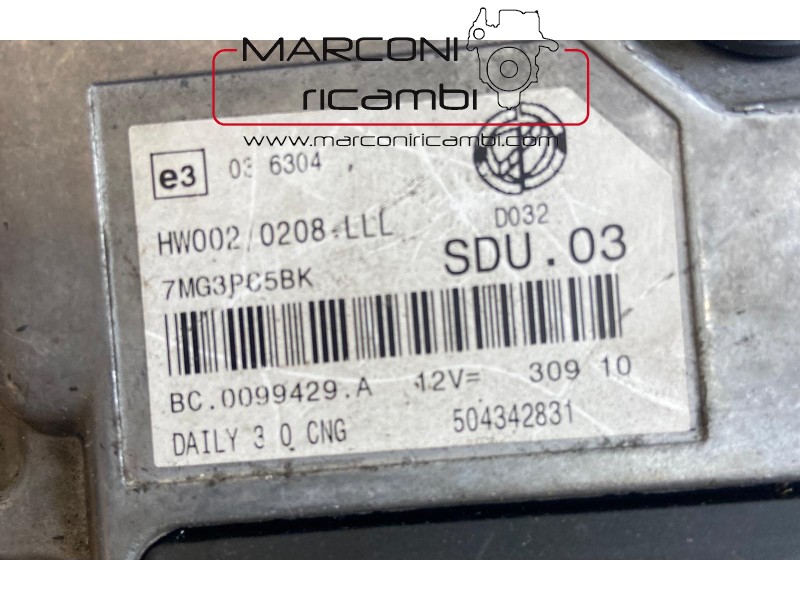 MARCONI
ricambi
www.marconiricambi.com
e3 03 6304
D032
HW002/0208-LLL
SDU.03
7MG3PC5BK
BC.0099429.A 12V= 309 10
DAILY 3 0 CNG 504342831